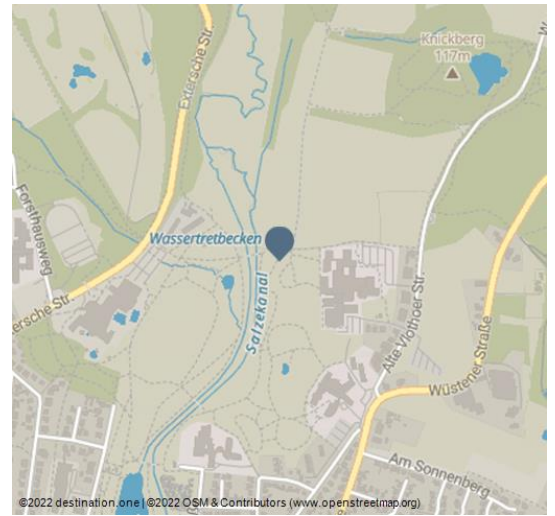 Extersche Str.
Knickberg
117m
W
Forsthausweg
Wassertretbecken
Salzekanal
tersche Str.
Alte Vlothoer Str.
Wüstener Straße
Am Sonnenberg
©2022 destination.one | ©2022 OSM & Contributors (www.openstreetmap.org)